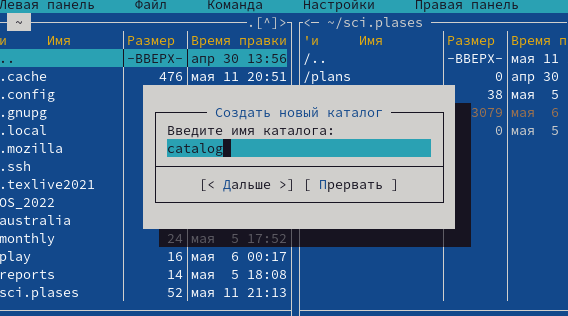 Левая панель Файл Команда Настройки Правая панель
~ .[^]> <— ~/sci.plases
и Имя Размер Время правки 'и Имя Размер Время п
.. -ВВЕРХ- апр 30 13:56 /.. -ВВЕРХ- мая 11
.cache 476 мая 11 20:51 /plans 0 апр 30
.config 38 мая 5
.gnupg Создать новый каталог 3079 мая 6
.local Введите имя каталога: 0 мая 5
.mozilla catalog
.ssh
.texlive2021 [< Дальше >] [ Прервать ]
OS_2022
australia
monthly 24 мая 5 17:52
play 16 мая 6 00:17
reports 14 мая 5 18:08
sci.plases 52 мая 11 21:13